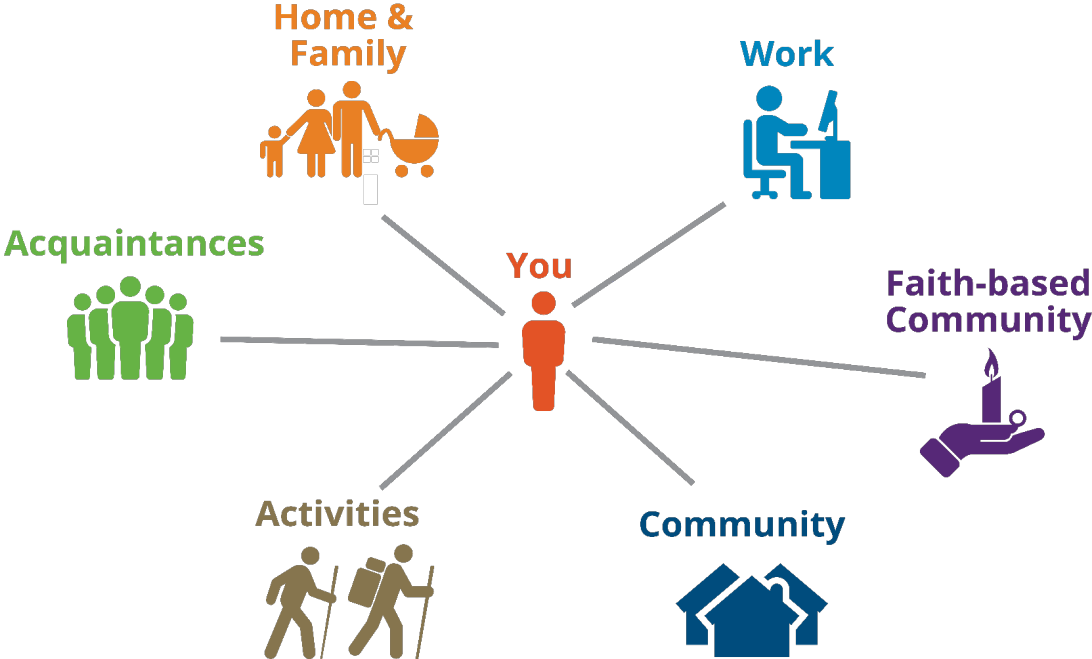 Home &
Family
Work
Acquaintances
You
Faith-based
Community
Activities
Community